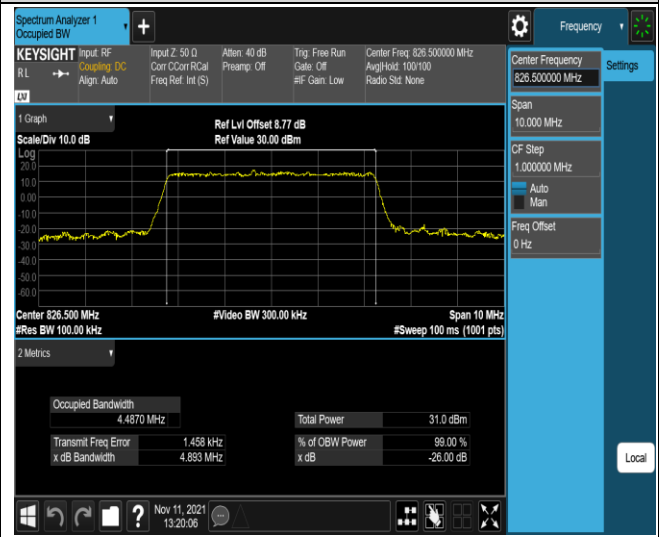 Spectrum Analyzer 1
Occupied BW
+
Frequency
KEYSIGHT
R L
LXI
Input: RF
Coupling: DC
Align: Auto
Input Z: 50 Ω
Corr CCorr RCal
Freq Ref: Int (S)
Atten: 40 dB
Preamp: Off
Trig: Free Run
Gate: Off
#IF Gain: Low
Center Freq: 826.500000 MHz
Avg|Hold: 100/100
Radio Std: None
Center Frequency
826.500000 MHz
Settings
Span
10.000 MHz
CF Step
1.000000 MHz
Auto
Man
Freq Offset
0 Hz
Local
1 Graph
Scale/Div 10.0 dB
Ref Lvl Offset 8.77 dB
Ref Value 30.00 dBm
Log
20.0
10.0
0.00
-10.0
-20.0
-30.0
-40.0
-50.0
-60.0
Center 826.500 MHz
#Video BW 300.00 kHz
Span 10 MHz
#Res BW 100.00 kHz
#Sweep 100 ms (1001 pts)
2 Metrics
Occupied Bandwidth
4.4870 MHz
Total Power 31.0 dBm
Transmit Freq Error 1.458 kHz
% of OBW Power 99.00 %
x dB Bandwidth 4.893 MHz
x dB -26.00 dB
?
Nov 11, 2021
13:20:06